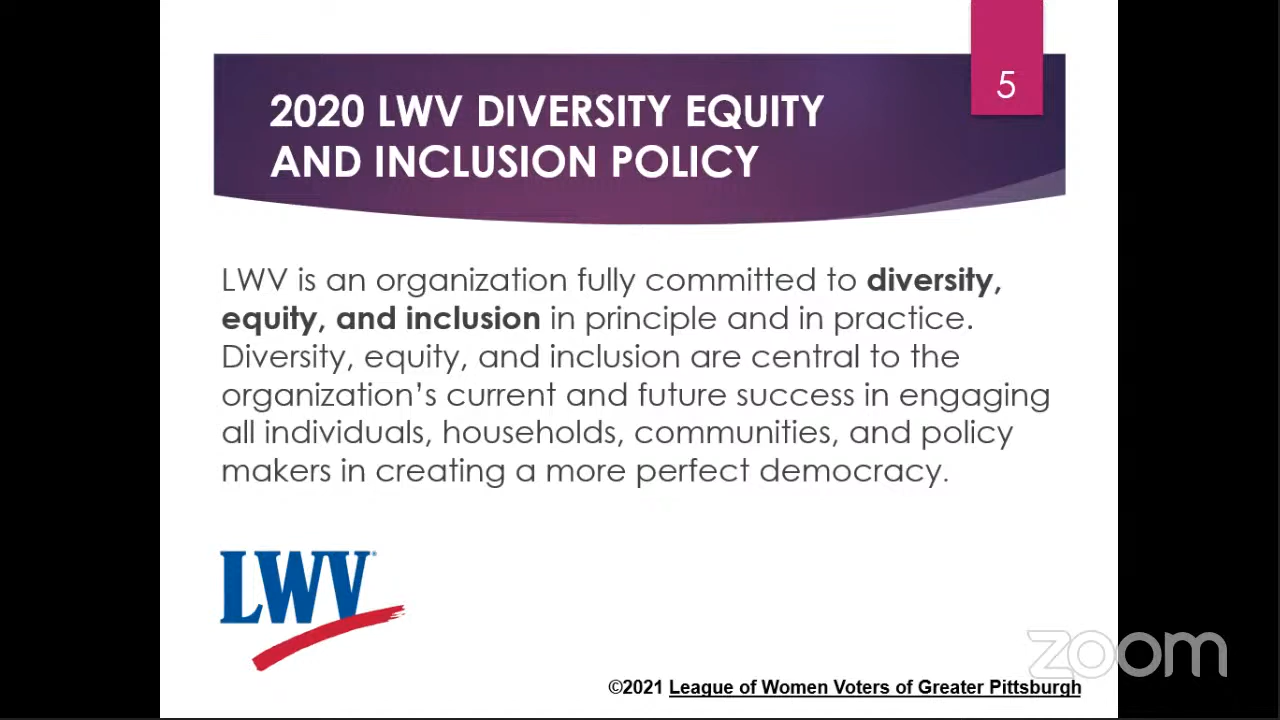 5
2020 LWV DIVERSITY EQUITY
AND INCLUSION POLICY
LWV is an organization fully committed to diversity,
equity, and inclusion in principle and in practice.
Diversity, equity, and inclusion are central to the
organization’s current and future success in engaging
all individuals, households, communities, and policy
makers in creating a more perfect democracy.
LWV®
zoom
©2021 League of Women Voters of Greater Pittsburgh